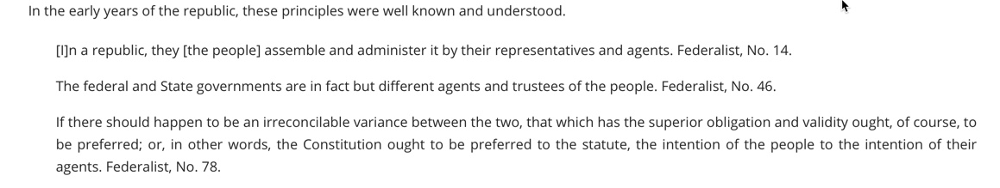 In the early years of the republic, these principles were well known and understood.
[I]n a republic, they [the people] assemble and administer it by their representatives and agents. Federalist, No. 14.
The federal and State governments are in fact but different agents and trustees of the people. Federalist, No. 46.
If there should happen to be an irreconcilable variance between the two, that which has the superior obligation and validity ought, of course, to
be preferred; or, in other words, the Constitution ought to be preferred to the statute, the intention of the people to the intention of their
agents. Federalist, No. 78.